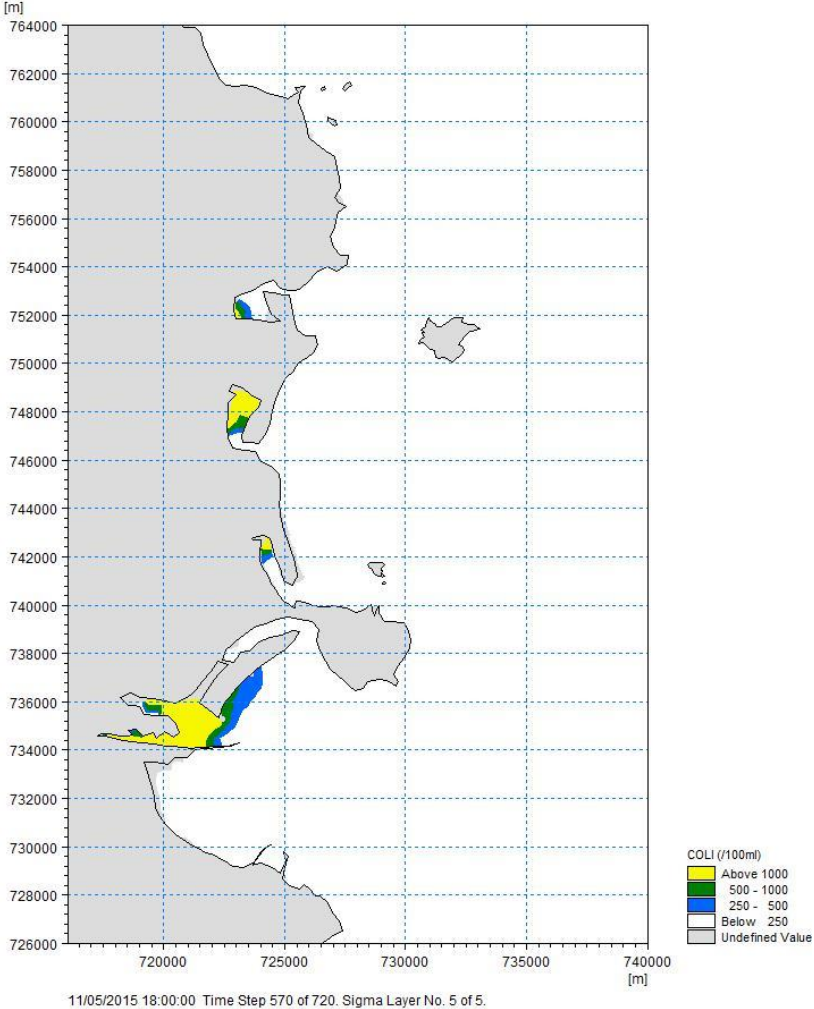 [m]
764000
762000
760000
758000
756000
754000
752000
750000
748000
746000
744000
742000
740000
738000
736000
734000
732000
730000
728000
726000
720000 725000 730000 735000 740000
[m]
COLI (/100ml)
Above 1000
500 - 1000
250 - 500
Below 250
Undefined Value
11/05/2015 18:00:00 Time Step 570 of 720. Sigma Layer No. 5 of 5.